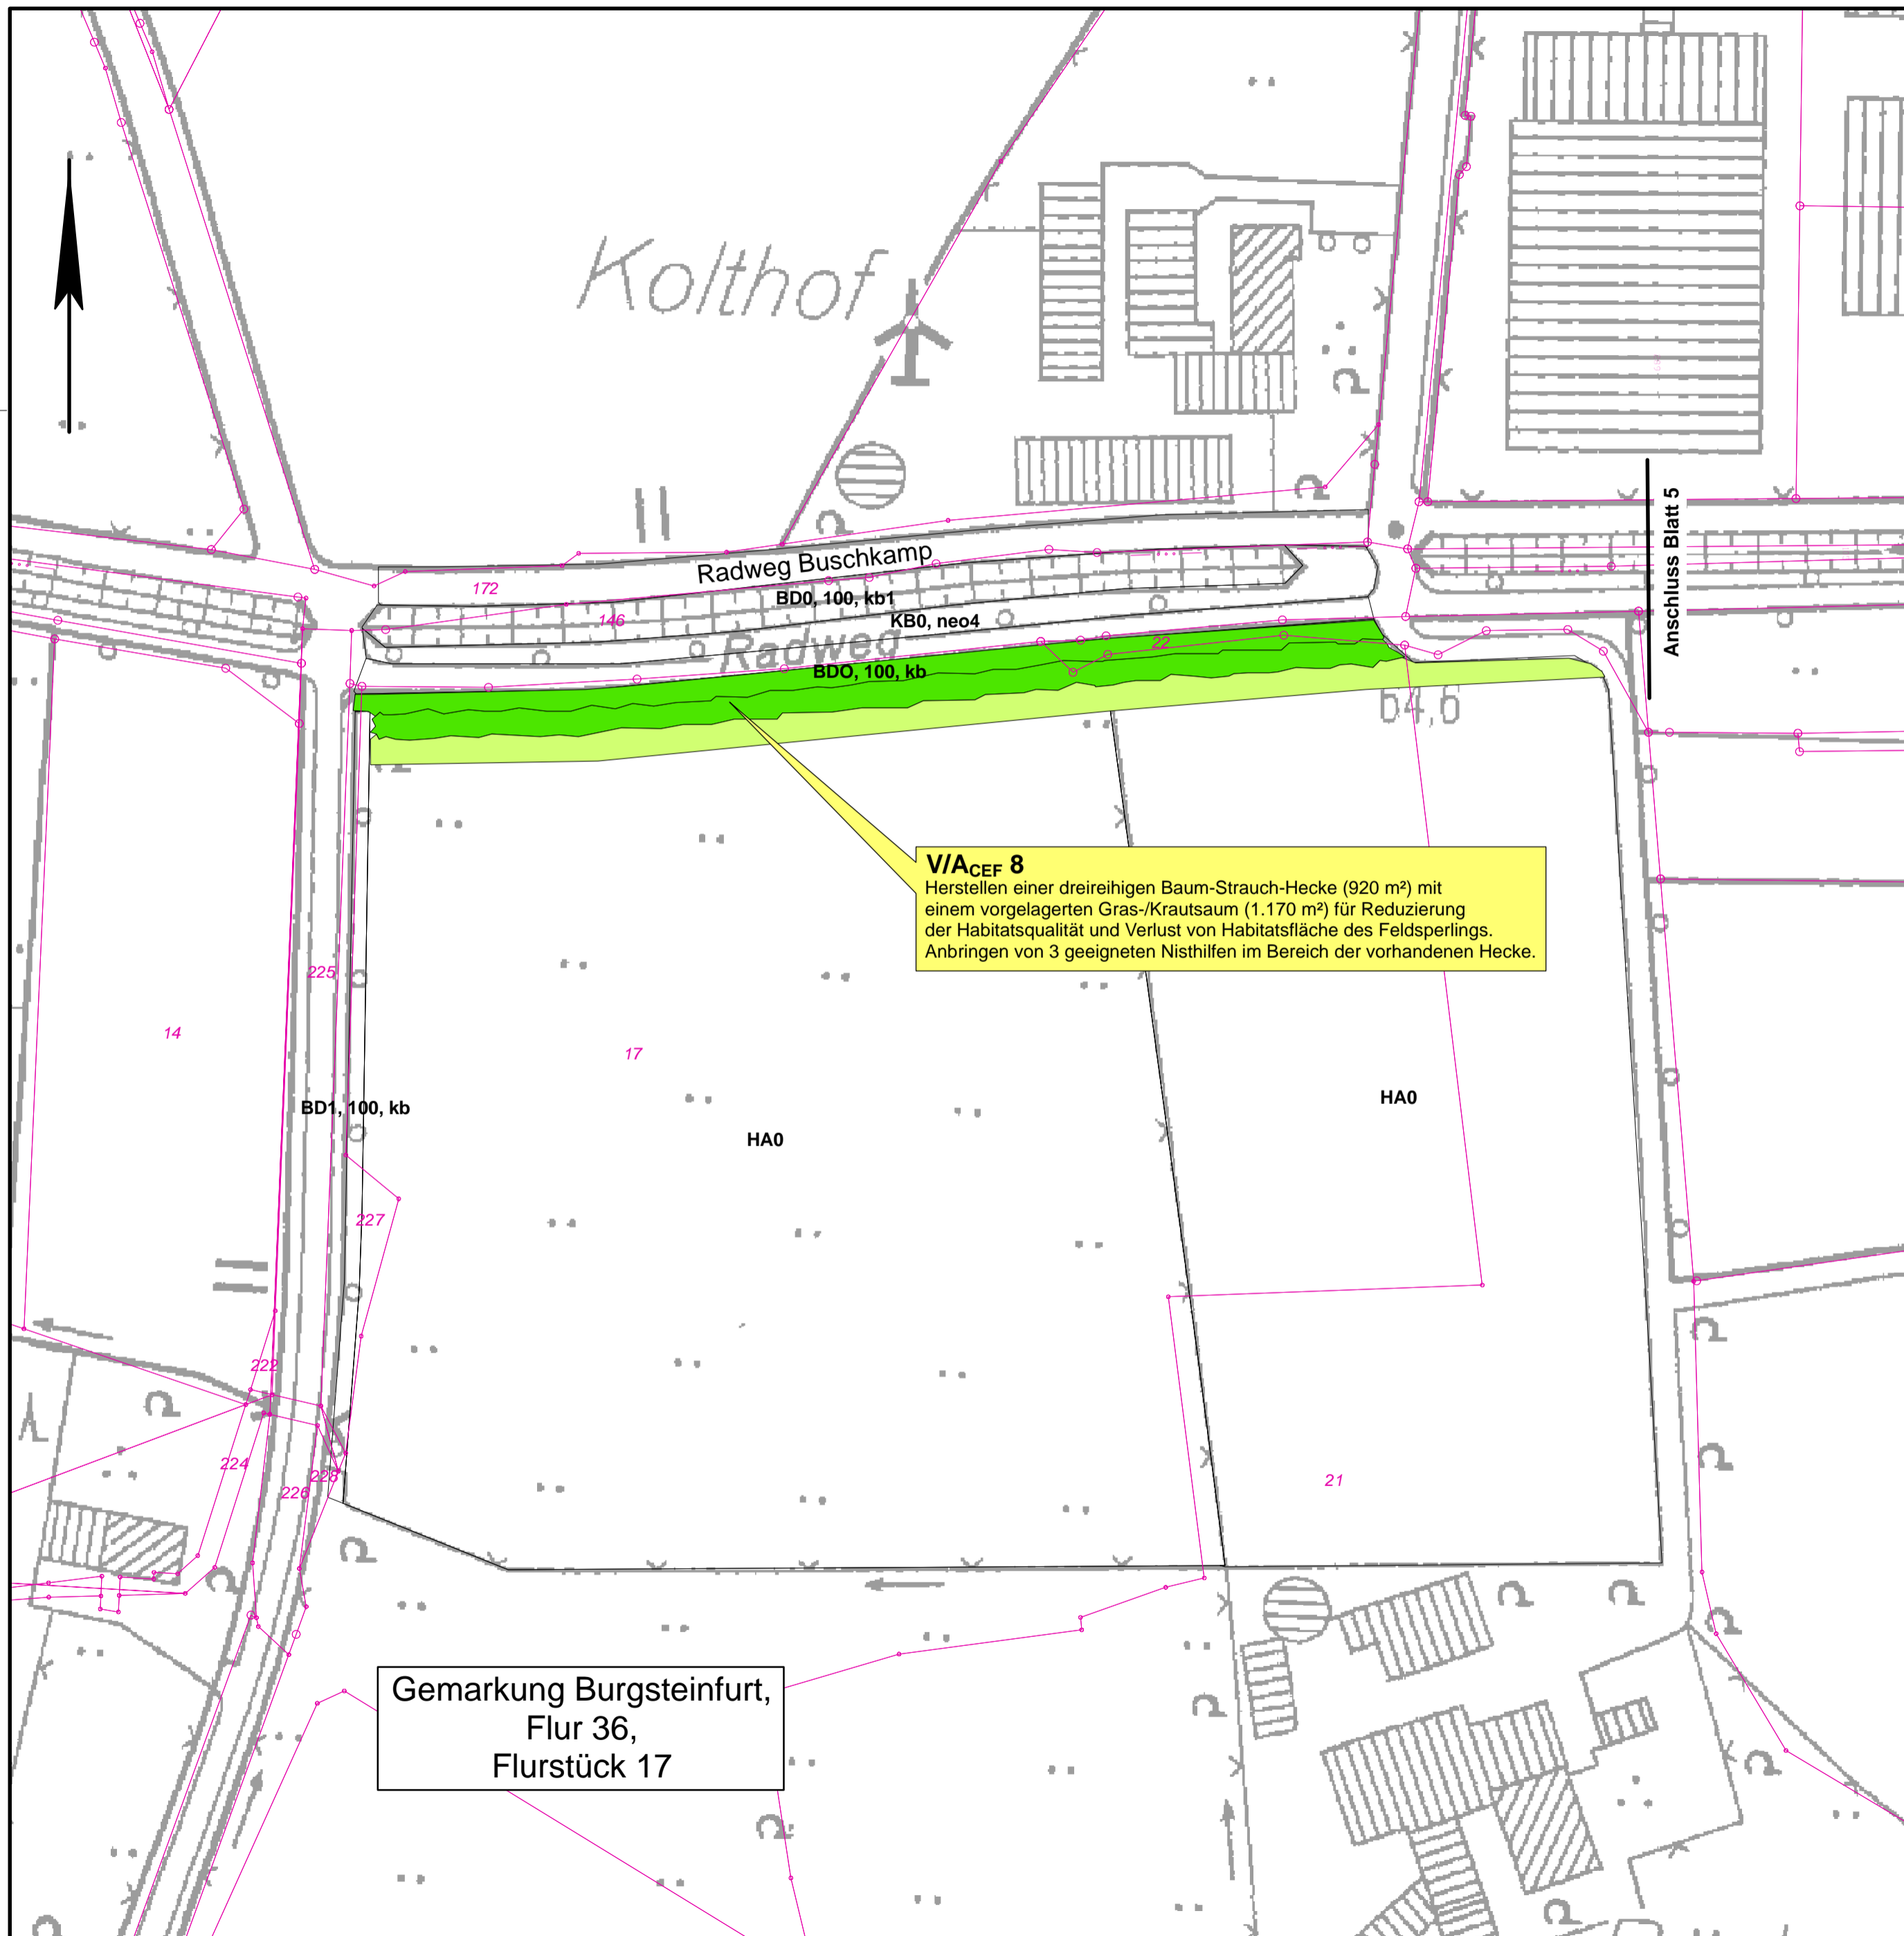 Kolthof
Anschluss Blatt 5
Radweg Buschkamp
172
BD0, 100, kb1
146
KB0, neo4
Radweg
22
BDO, 100, kb
64,6
V/ACEF 8
Herstellen einer dreireihigen Baum-Strauch-Hecke (920 m²) mit
einem vorgelagerten Gras-/Krautsaum (1.170 m²) für Reduzierung
der Habitatsqualität und Verlust von Habitatsfläche des Feldsperlings.
Anbringen von 3 geeigneten Nisthilfen im Bereich der vorhandenen Hecke.
225
14
17
BD1, 100, kb
HA0
HA0
227
222
224
228
226
21
Gemarkung Burgsteinfurt,
Flur 36,
Flurstück 17